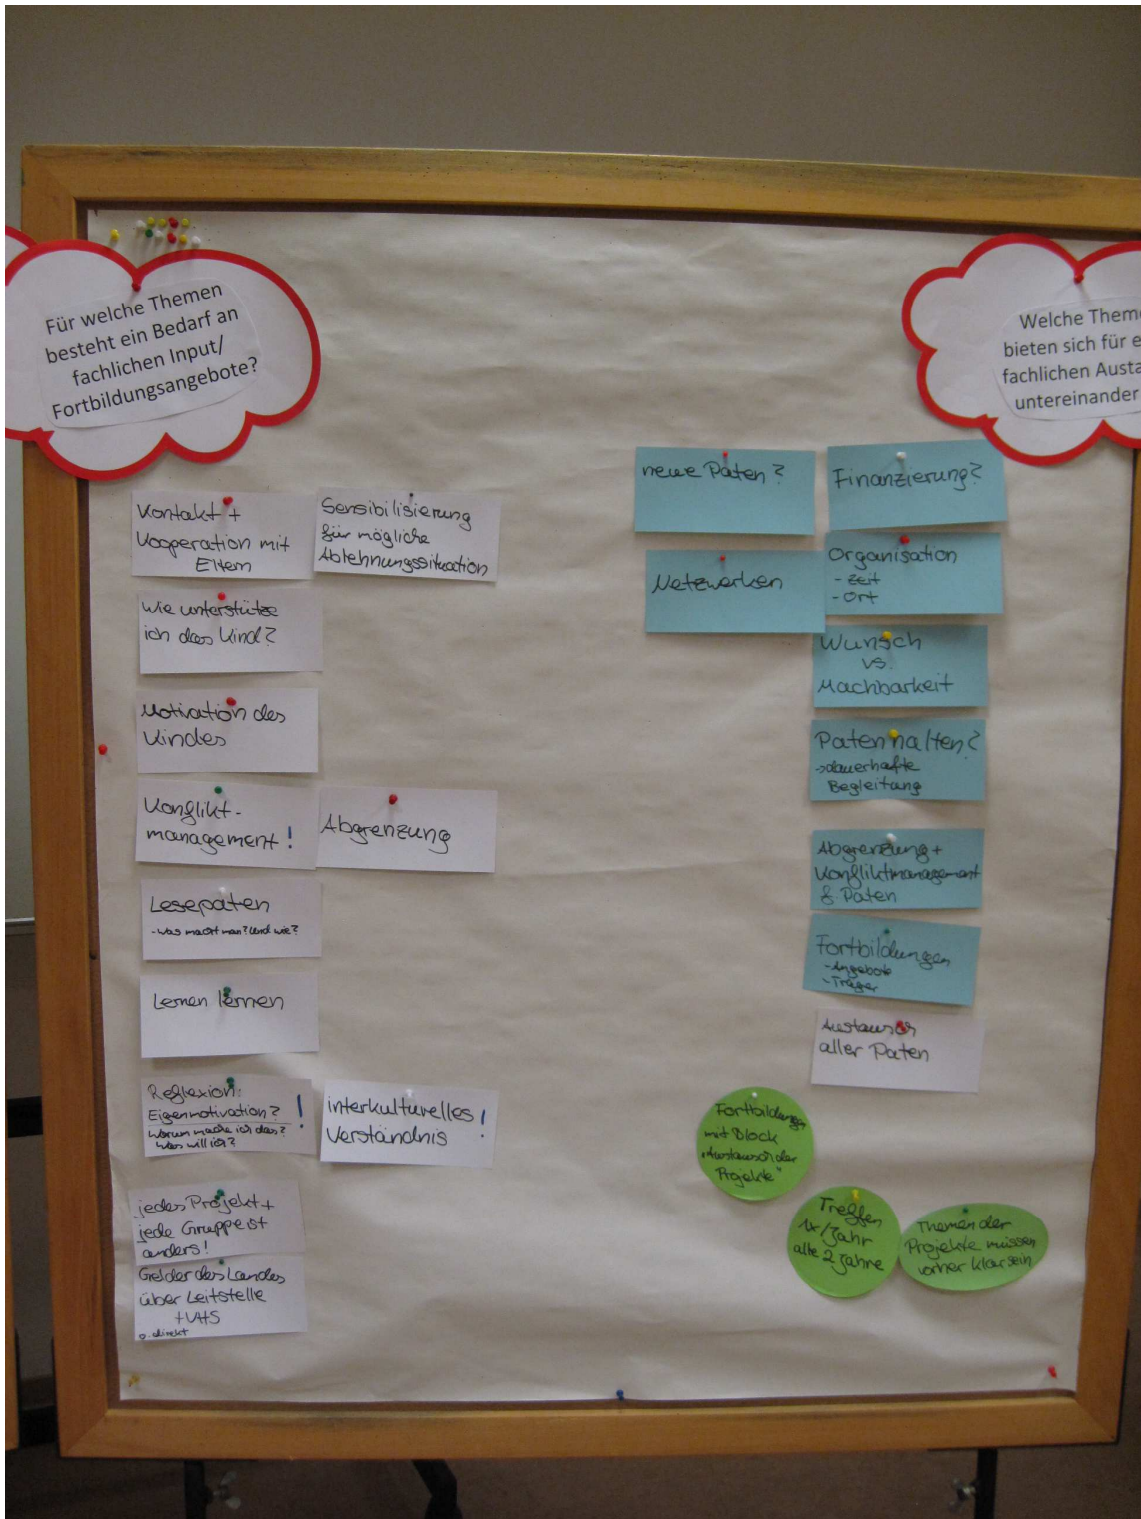 Für welche Themen
besteht ein Bedarf an
fachlichen Input/
Fortbildungsangebote?
Kontakt +
Kooperation mit
Eltern
Sensibilisierung
für mögliche
Ablehnungssituation
Wie unterstütze
ich das Kind?
Motivation des
Kindes
Konflikt-
management!
Abgrenzung
Lesepaten
-was macht man? Und wie?
Lernen lernen
Reflexion:
Eigenmotivation?
Warum mache ich das?
Was will ich?
!
interkulturelles
Verständnis
!
jedes Projekt +
jede Gruppe ist
anders!
Gelder des Landes
über Leitstelle
+ VHS
o. direkt
Welche Theme
bieten sich für e
fachlichen Austa
untereinander
neue Paten?
Finanzierung?
Netzwerken
Organisation
- Zeit
- Ort
Wunsch
vs.
Machbarkeit
Paten halten?
->dauerhafte
Begleitung
Abgrenzung +
Konfliktmanagement
f. Paten
Fortbildungen
-Angebote
-Träger
Austausch
aller Paten
Fortbildungs
mit Block
„Austausch der
Projekte"
Treffen
1x/Jahr
alle 2 Jahre
Themen der
Projekte müssen
vorher klar sein